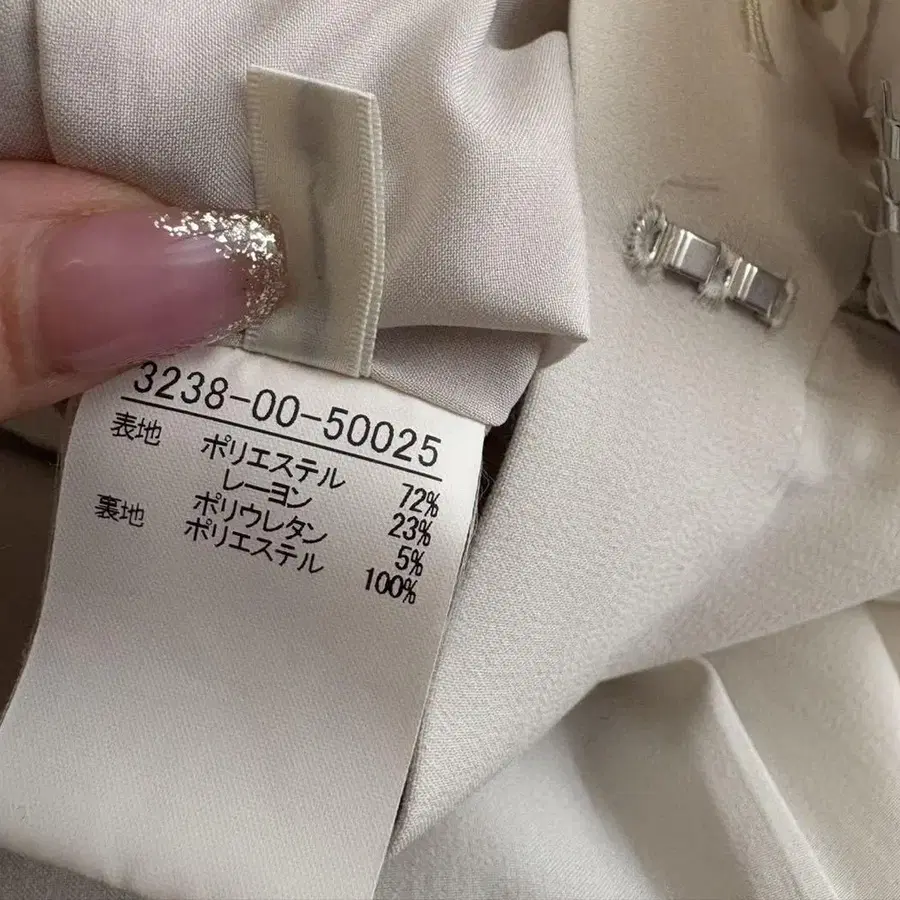 3238-00-50025
表地 ポリエステル 72%
レーヨン 23%
ポリウレタン 5%
裏地 ポリエステル 100%